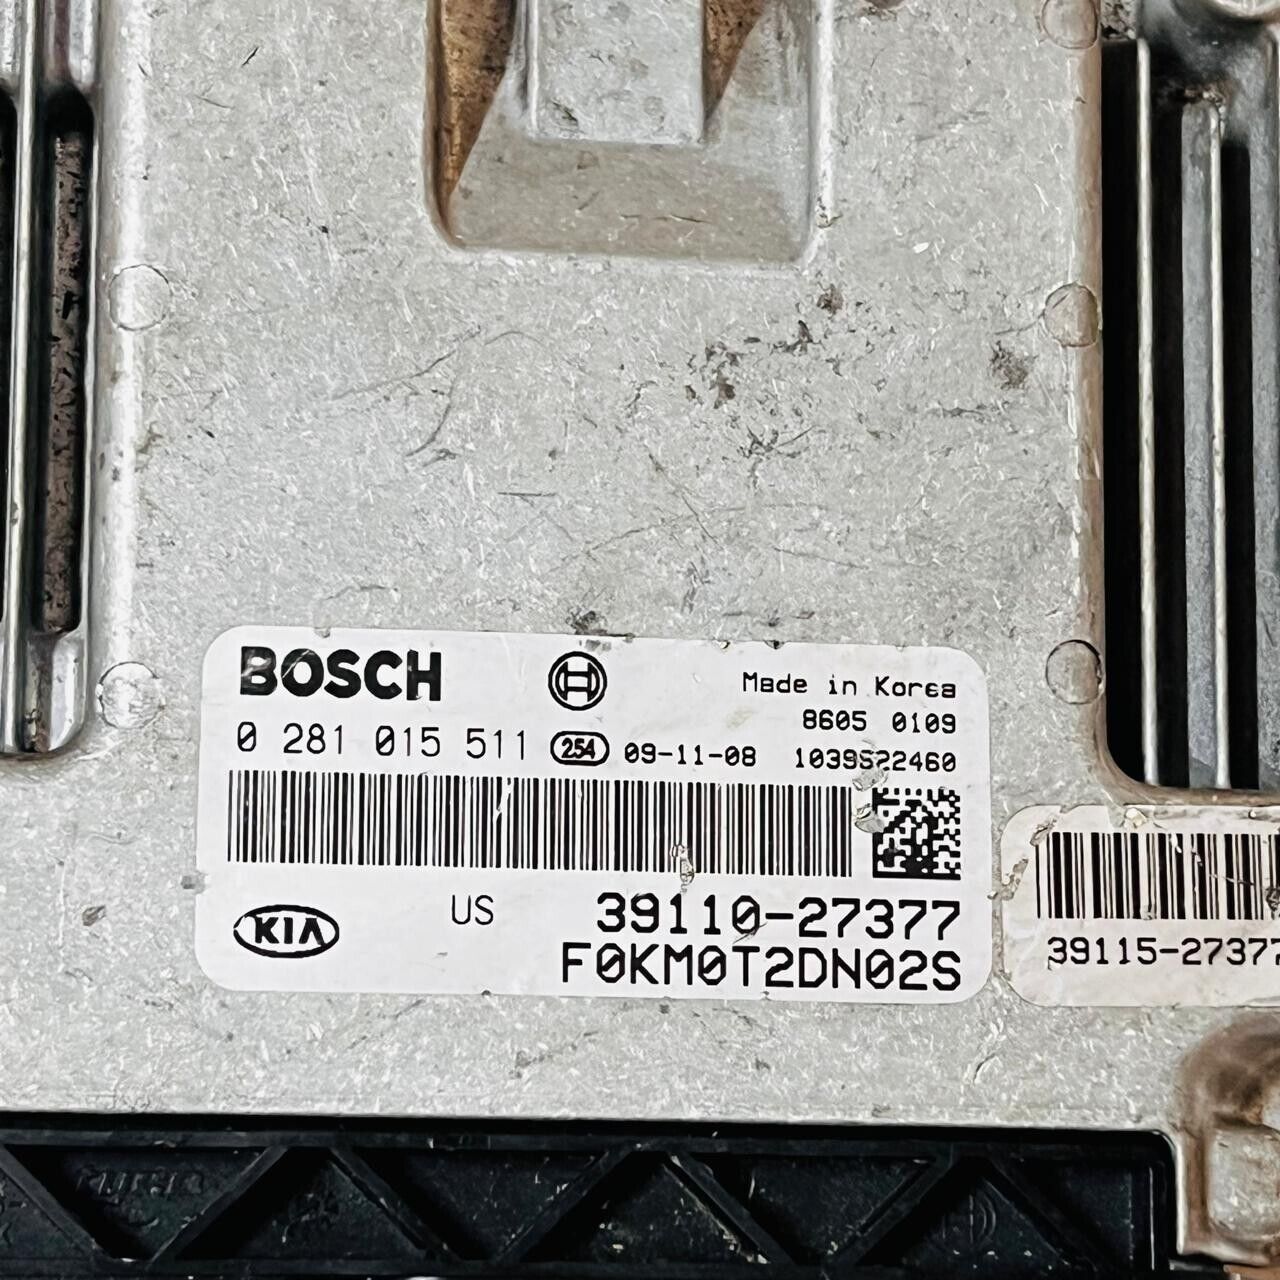 BOSCH
Made in Korea
8605 0109
0 281 015 511 254 09-11-08 1039S22460
KIA US 39110-27377
F0KM0T2DN02S
39115-27377